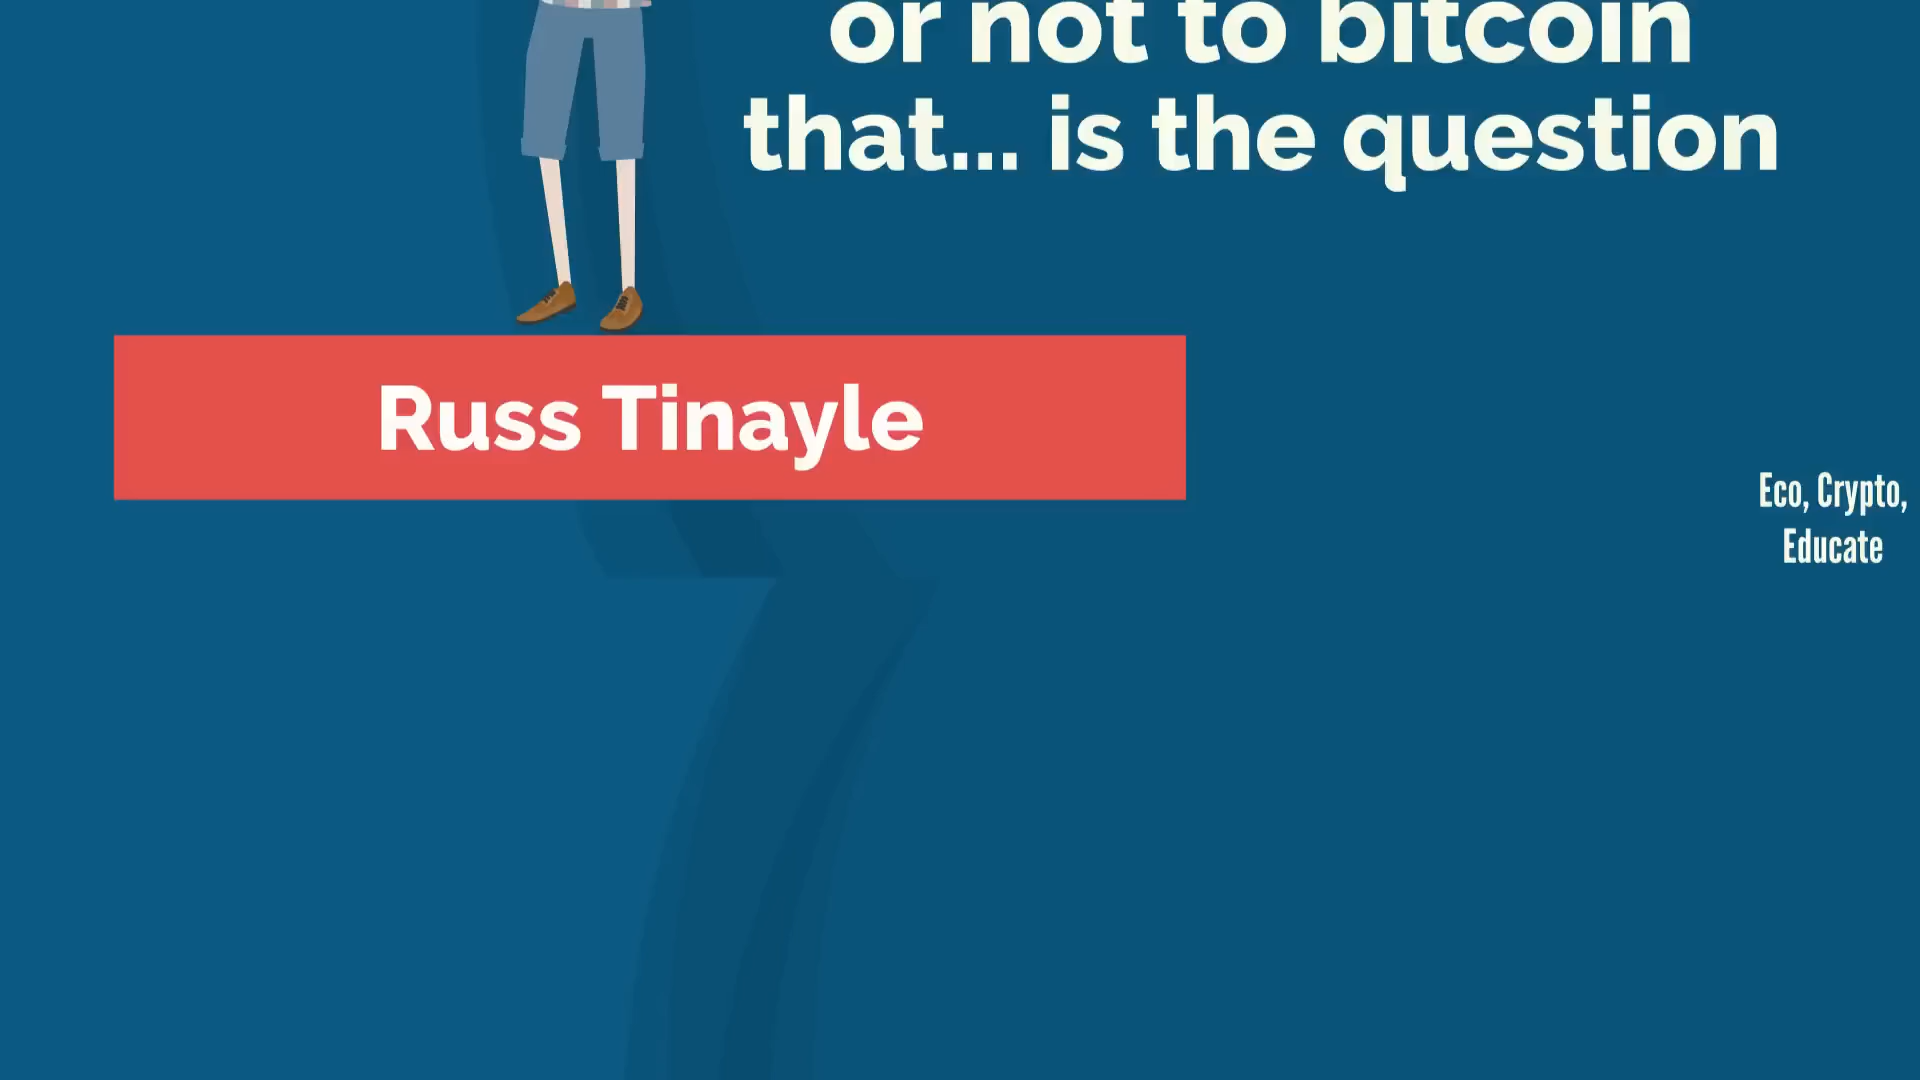 or not to bitcoin
that... is the question
Russ Tinayle
Eco, Crypto,
Educate